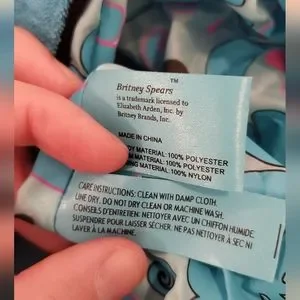 ™
Britney Spears
is a trademark licensed to
Elizabeth Arden, Inc. by
Britney Brands, Inc.
MADE IN CHINA
MATERIAL: 100% POLYESTER
MATERIAL: 100% POLYESTER
100% NYLON
CARE INSTRUCTIONS: CLEAN WITH DAMP CLOTH.
LINE DRY. DO NOT DRY CLEAN OR MACHINE WASH.
CONSEILS D'ENTRETIEN: NETTOYER AVEC UN CHIFFON HUMIDE.
SUSPENDRE POUR LAISSER SÉCHER. NE PAS NETTOYER À SEC NI
LAVER À LA MACHINE.